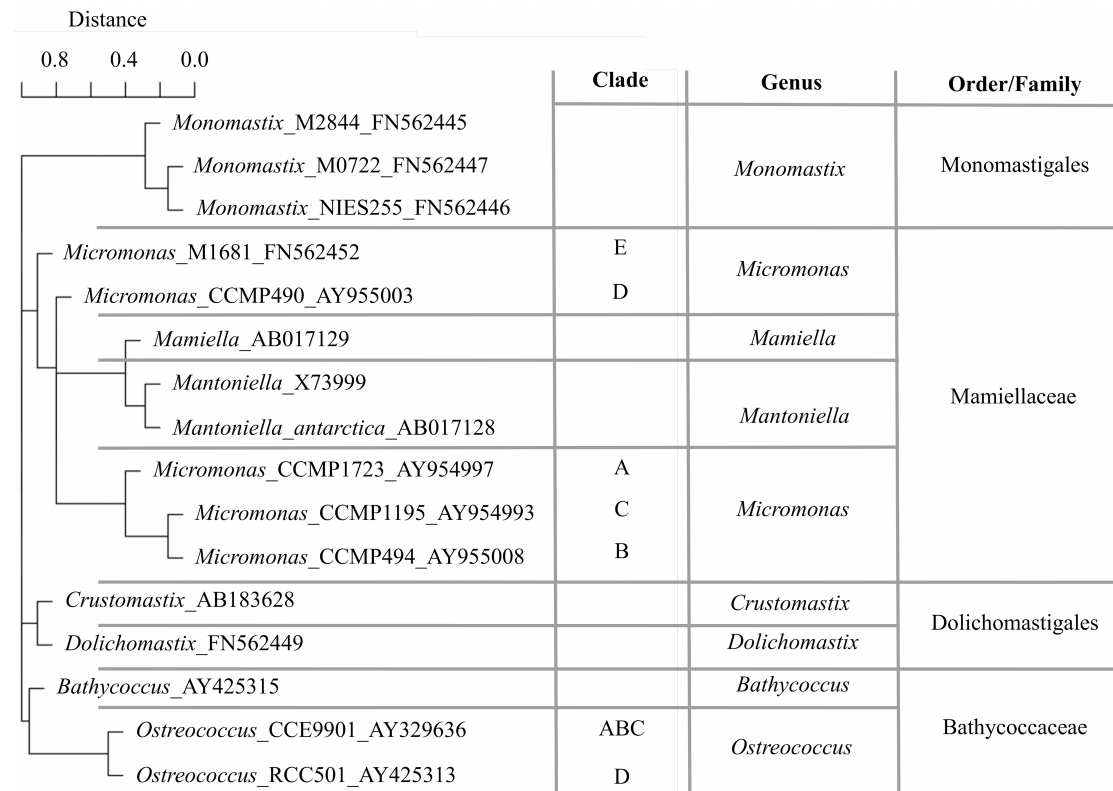 Distance
0.8 0.4 0.0
Clade Genus Order/Family
Monomastix_M2844_FN562445
Monomastix_M0722_FN562447 Monomastix Monomastigales
Monomastix_NIES255_FN562446
Micromonas_M1681_FN562452 E
Micromonas
Micromonas_CCMP490_AY955003 D
Mamiella_AB017129 Mamiella
Mantoniella_X73999
Mamiellaceae
Mantoniella
Mantoniella_antarctica_AB017128
Micromonas_CCMP1723_AY954997 A
Micromonas_CCMP1195_AY954993 C Micromonas
Micromonas_CCMP494_AY955008 B
Crustomastix_AB183628 Crustomastix
Dolichomastigales
Dolichomastix_FN562449 Dolichomastix
Bathycoccus_AY425315 Bathycoccus
Ostreococcus_CCE9901_AY329636 ABC Bathycoccaceae
Ostreococcus
Ostreococcus_RCC501_AY425313 D